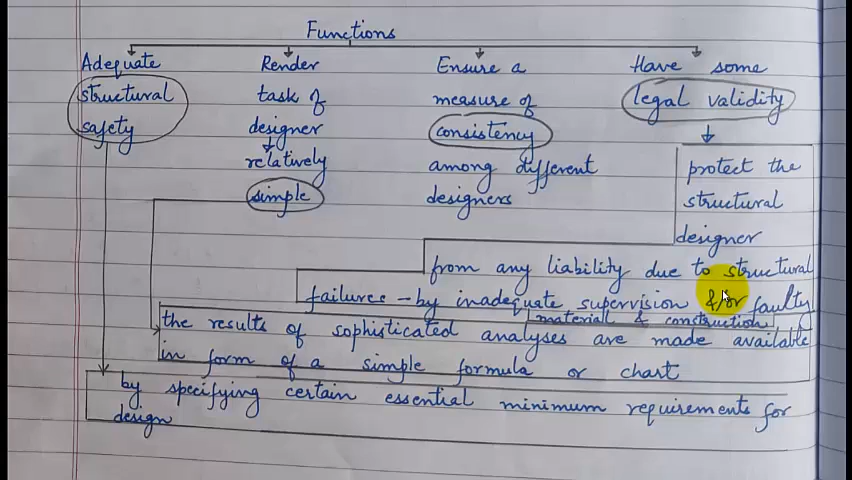 Functions
Adequate
structural
safety
Render
task of
designer
relatively
simple
Ensure a
measure of
consistency
among different
designers
Have some
legal validity
protect the
structural
designer
from any liability due to structural
failures - by inadequate supervision &/or faulty
material & construction
the results of sophisticated analyses are made available
in form of a simple formula or chart
by specifying certain essential minimum requirements for
design